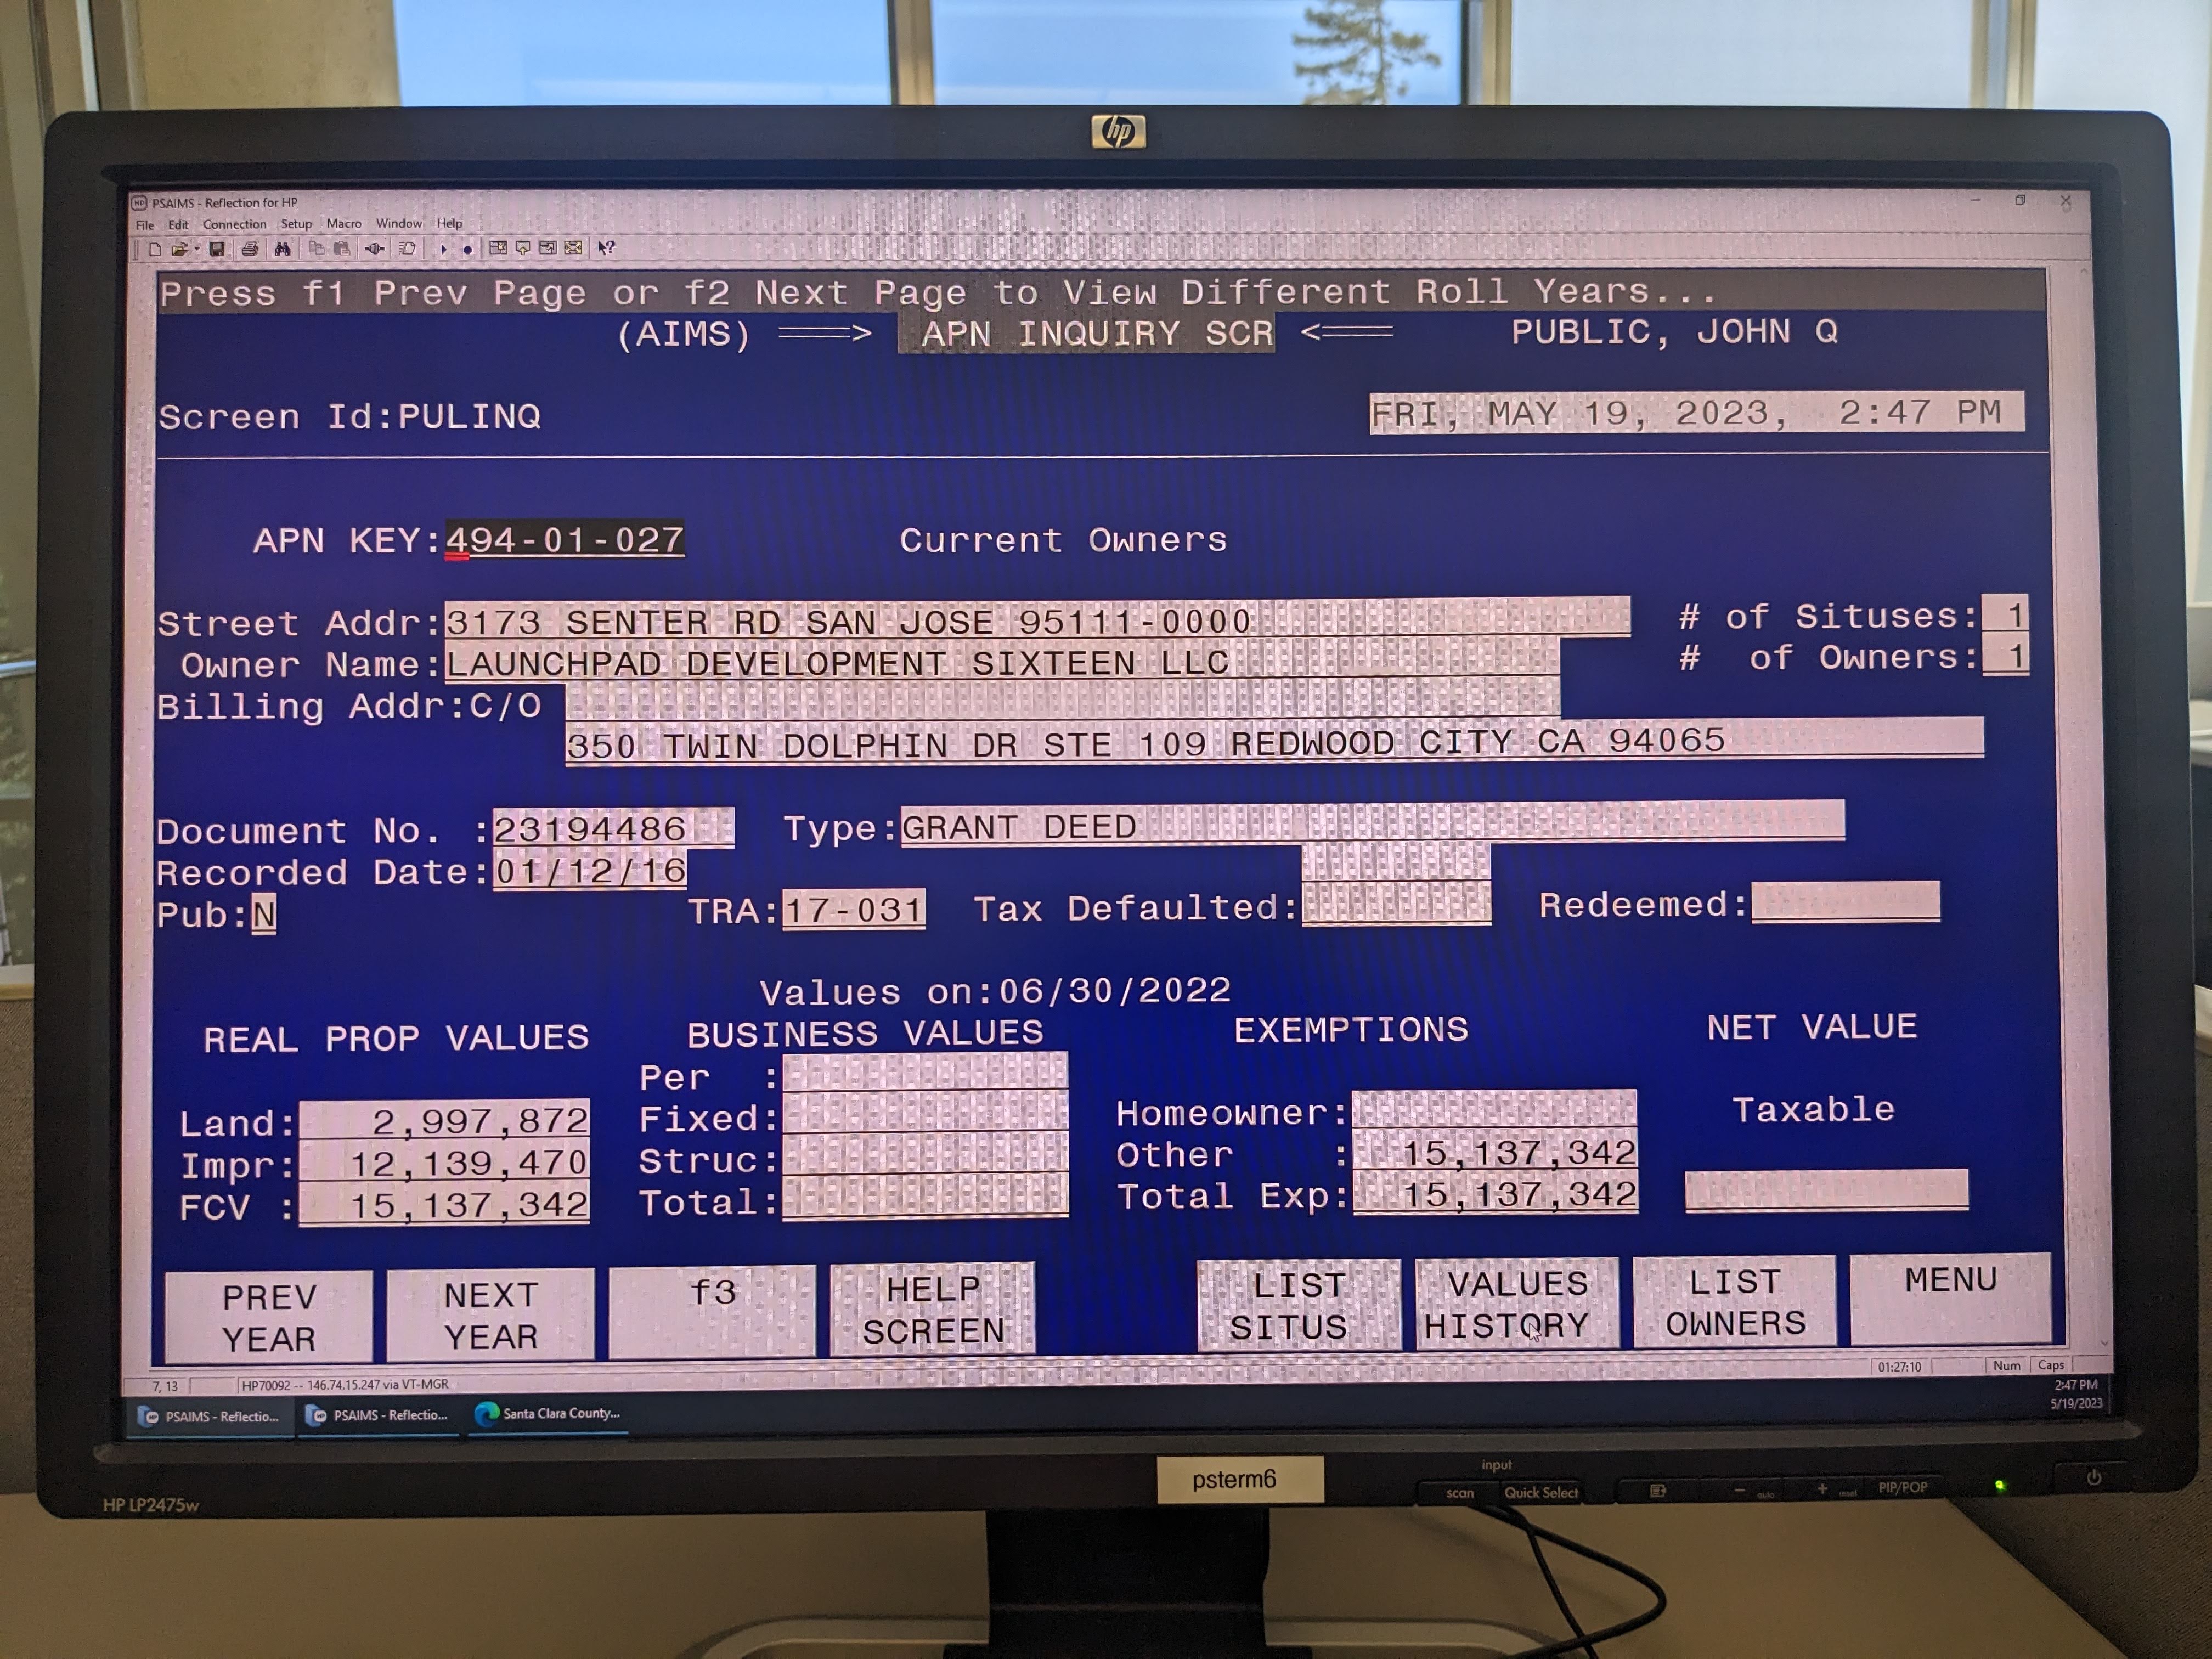 hp
PSAIMS - Reflection for HP
File Edit Connection Setup Macro Window Help
Press f1 Prev Page or f2 Next Page to View Different Roll Years...
(AIMS) ===> APN INQUIRY SCR <=== PUBLIC, JOHN Q
Screen Id:PULINQ FRI, MAY 19, 2023, 2:47 PM
APN KEY:494-01-027 Current Owners
Street Addr:3173 SENTER RD SAN JOSE 95111-0000 # of Situses: 1
Owner Name:LAUNCHPAD DEVELOPMENT SIXTEEN LLC # of Owners: 1
Billing Addr:C/O
350 TWIN DOLPHIN DR STE 109 REDWOOD CITY CA 94065
Document No. :23194486 Type:GRANT DEED
Recorded Date:01/12/16
Pub:N TRA:17-031 Tax Defaulted: Redeemed:
Values on:06/30/2022
REAL PROP VALUES BUSINESS VALUES EXEMPTIONS NET VALUE
Per :
Land: 2,997,872 Fixed: Homeowner: Taxable
Impr: 12,139,470 Struc: Other : 15,137,342
FCV : 15,137,342 Total: Total Exp: 15,137,342
PREV YEAR NEXT YEAR f3 HELP SCREEN LIST SITUS VALUES HISTORY LIST OWNERS MENU
01:27:10 Num Caps
7, 13 HP70092 -- 146.74.15.247 via VT-MGR
PSAIMS - Reflectio... PSAIMS - Reflectio... Santa Clara County... 2:47 PM
5/19/2023
HP LP2475w psterm6 input
scan Quick Select - auto + reset PIP/POP